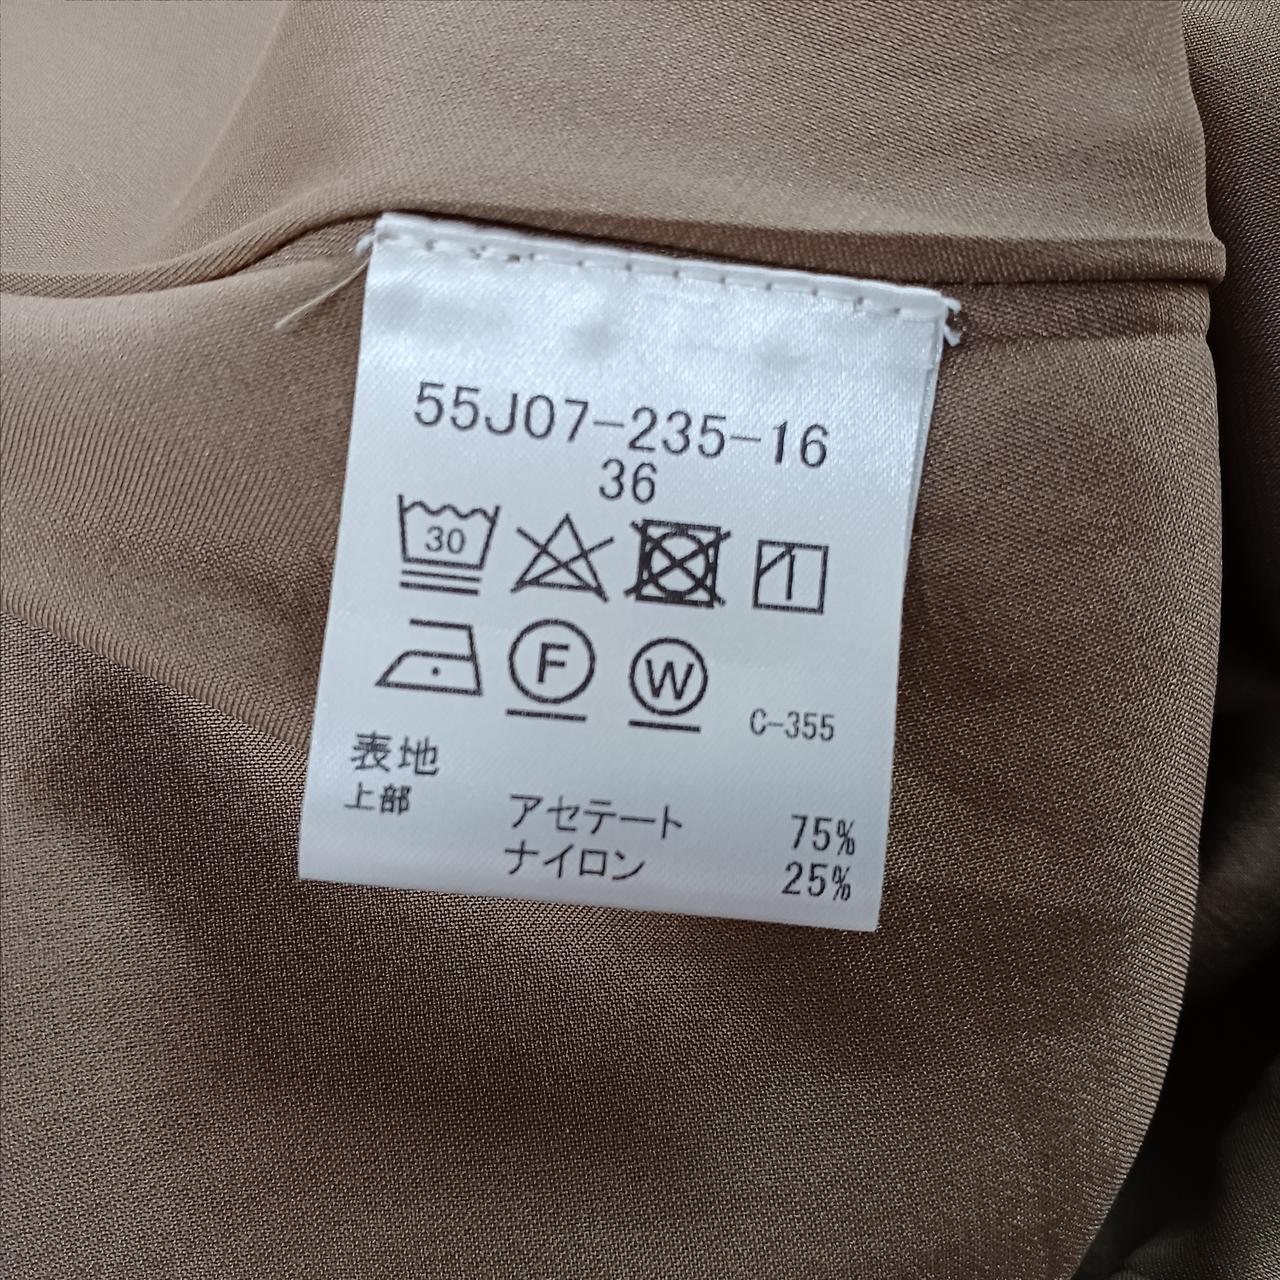 55J07-235-16
36
30
F W C-355
表地
上部 アセテート 75%
ナイロン 25%